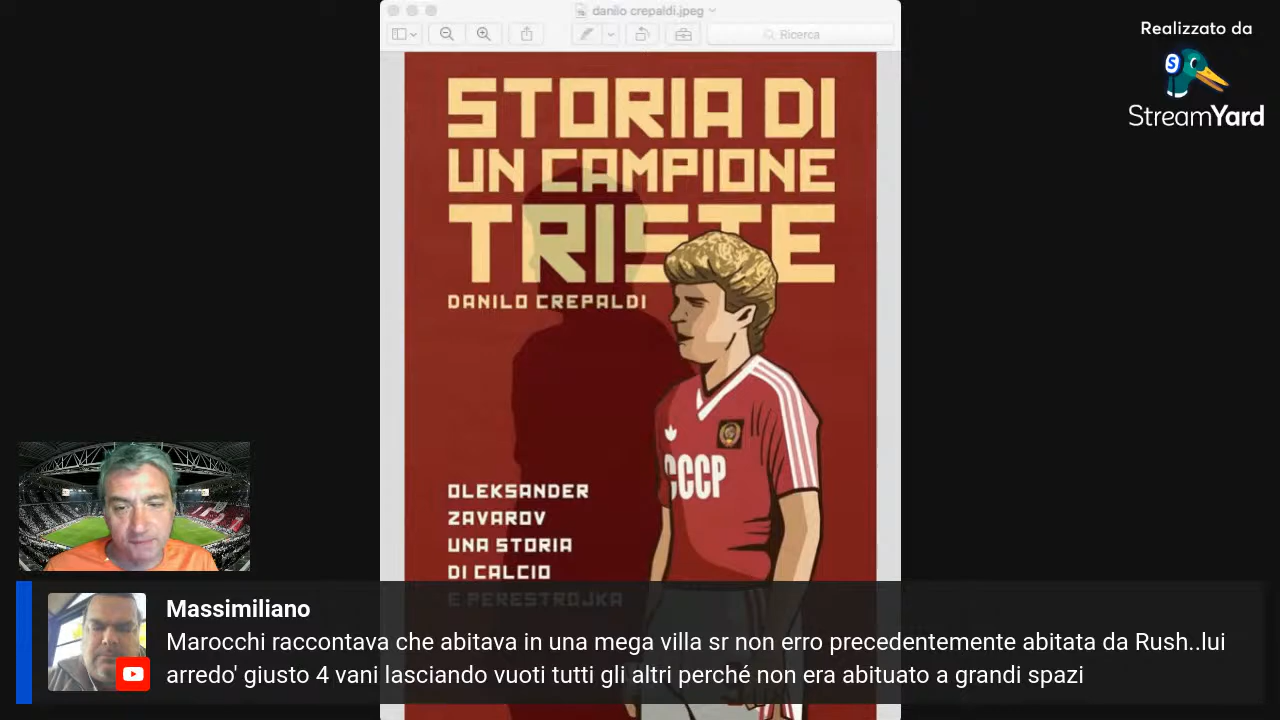 danilo crepaldi.jpeg
Ricerca
Realizzato da
StreamYard
STORIA DI
UN CAMPIONE
TRISTE
DANILO CREPALDI
CCCP
OLEKSANDER
ZAVAROV
UNA STORIA
DI CALCIO
E PERESTROJKA
Massimiliano
Marocchi raccontava che abitava in una mega villa sr non erro precedentemente abitata da Rush..lui
arredo' giusto 4 vani lasciando vuoti tutti gli altri perché non era abituato a grandi spazi